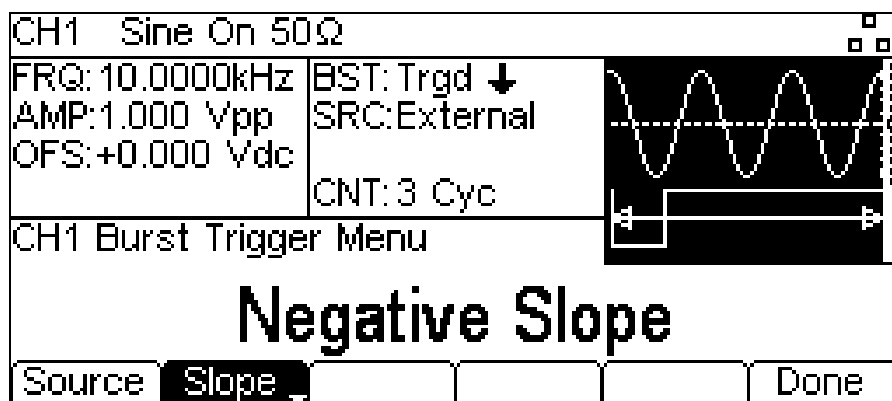 CH1 Sine On 50Ω
FRQ:10.0000kHz
AMP:1.000 Vpp
OFS:+0.000 Vdc
BST: Trgd ↓
SRC:External
CNT: 3 Cyc
CH1 Burst Trigger Menu
Negative Slope
Source Slope Done